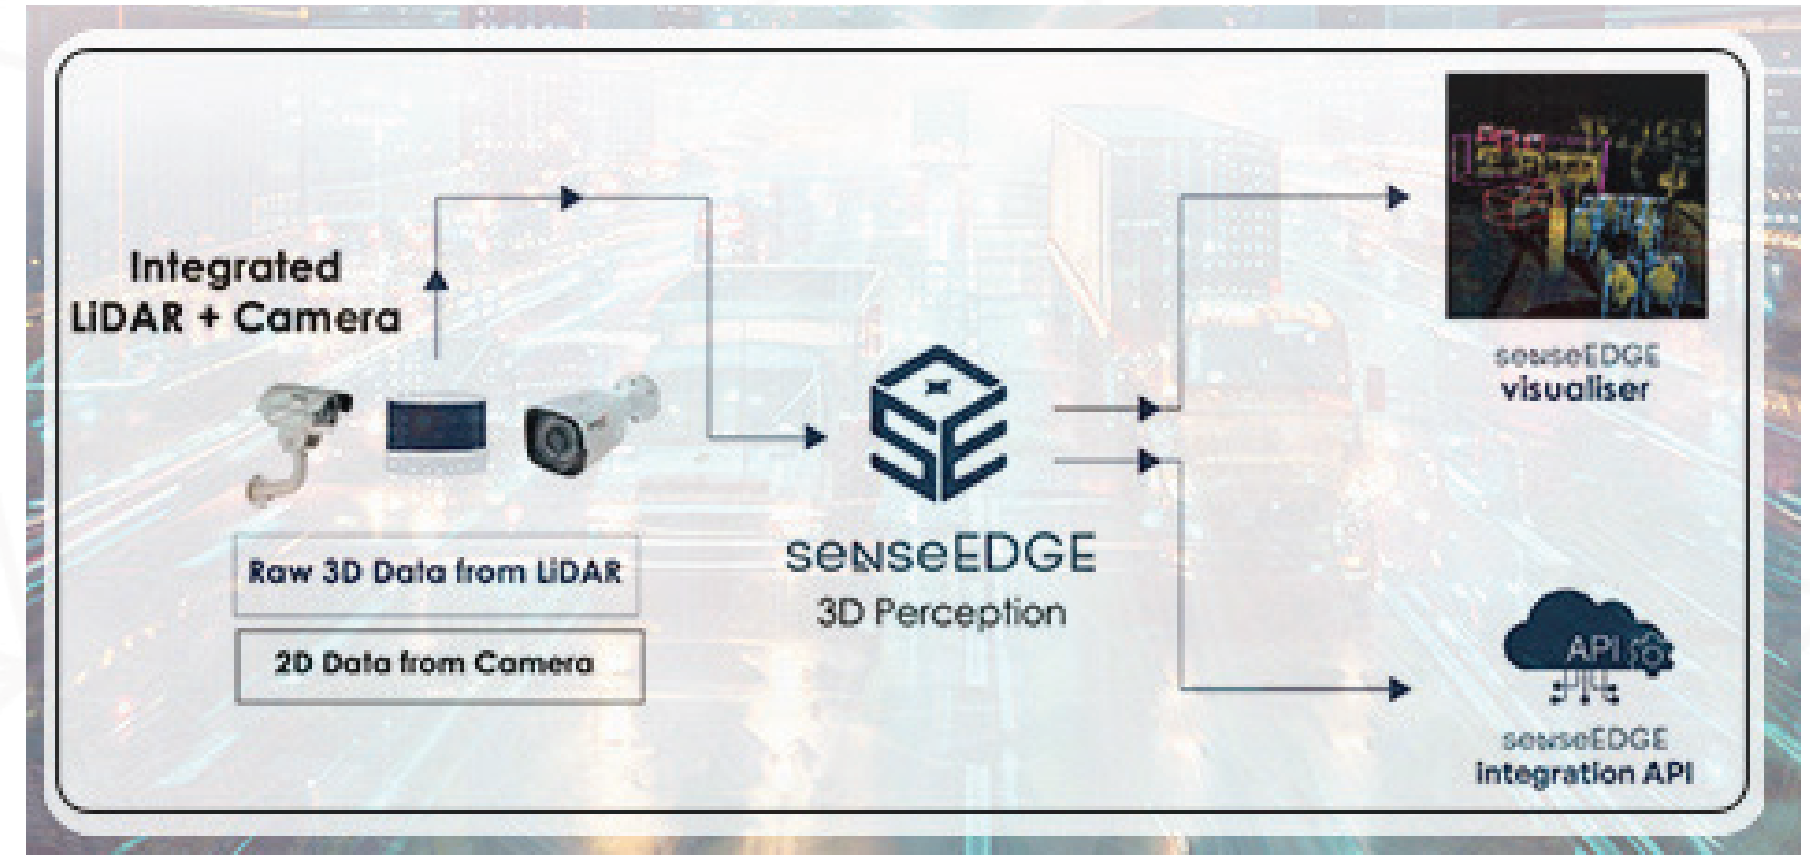 Integrated
LiDAR + Camera
Raw 3D Data from LiDAR
2D Data from Camera
SE
senseEDGE
3D Perception
senseEDGE
visualiser
API
senseEDGE
integration API